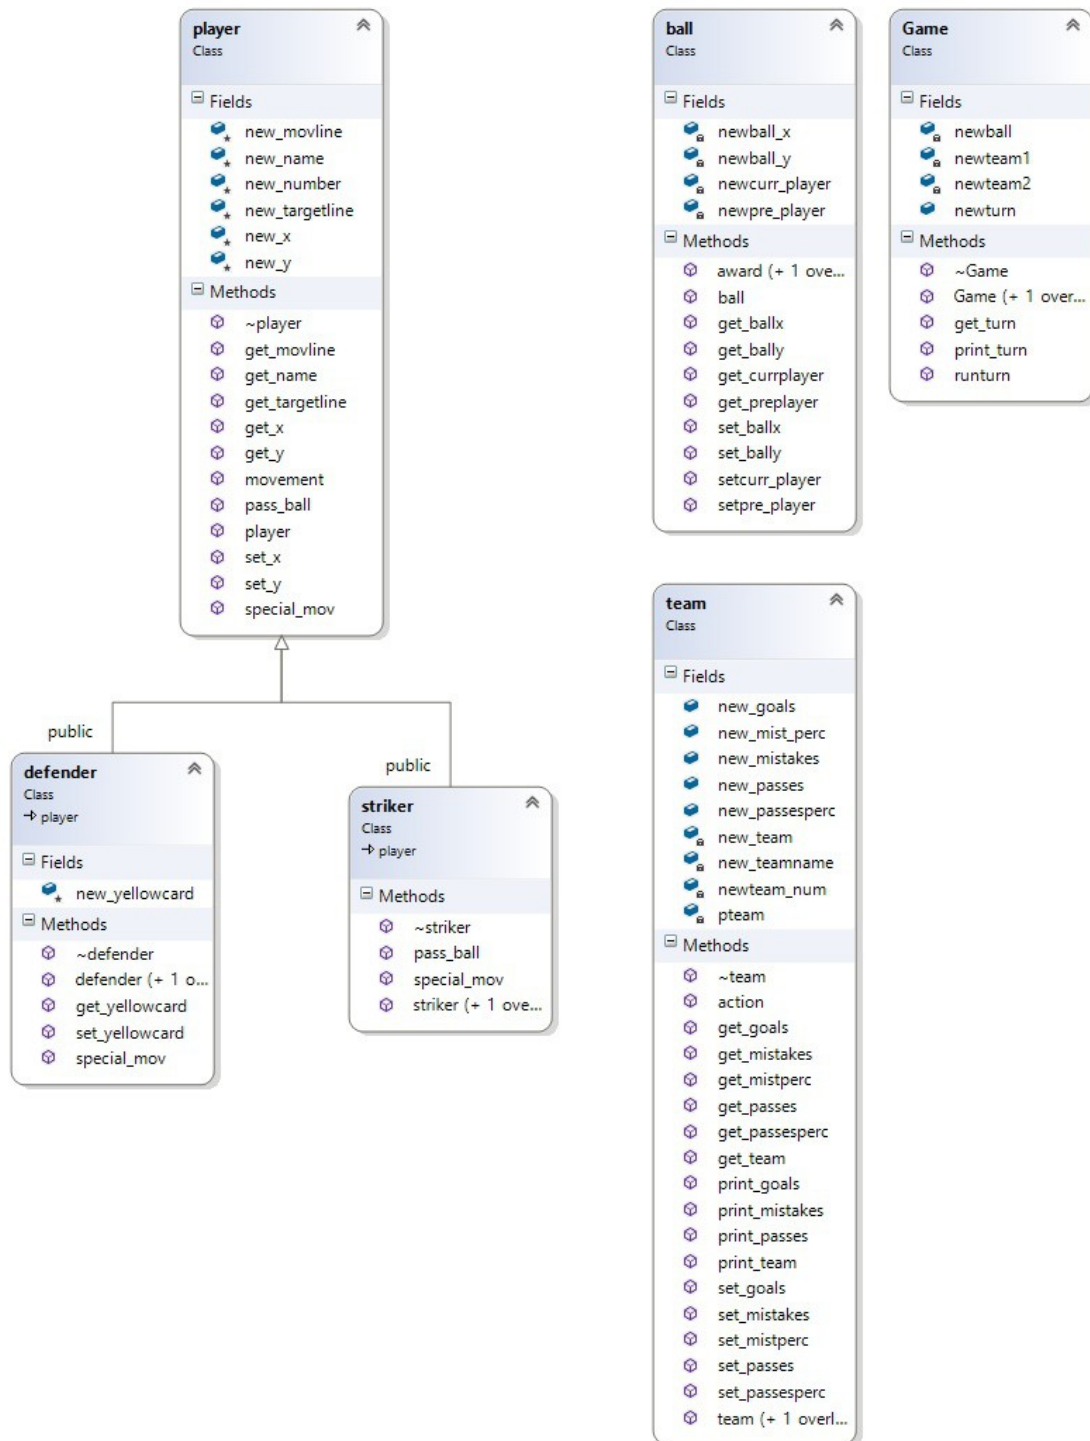 player
Class
Fields
new_movline
new_name
new_number
new_targetline
new_x
new_y
Methods
~player
get_movline
get_name
get_targetline
get_x
get_y
movement
pass_ball
player
set_x
set_y
special_mov
ball
Class
Fields
newball_x
newball_y
newcurr_player
newpre_player
Methods
award (+ 1 ove...
ball
get_ballx
get_bally
get_currplayer
get_preplayer
set_ballx
set_bally
setcurr_player
setpre_player
Game
Class
Fields
newball
newteam1
newteam2
newturn
Methods
~Game
Game (+ 1 over...
get_turn
print_turn
runturn
public
defender
Class
player
Fields
new_yellowcard
Methods
~defender
defender (+ 1 o...
get_yellowcard
set_yellowcard
special_mov
public
striker
Class
player
Methods
~striker
pass_ball
special_mov
striker (+ 1 ove...
team
Class
Fields
new_goals
new_mist_perc
new_mistakes
new_passes
new_passesperc
new_team
new_teamname
newteam_num
pteam
Methods
~team
action
get_goals
get_mistakes
get_mistperc
get_passes
get_passesperc
get_team
print_goals
print_mistakes
print_passes
print_team
set_goals
set_mistakes
set_mistperc
set_passes
set_passesperc
team (+ 1 overl...